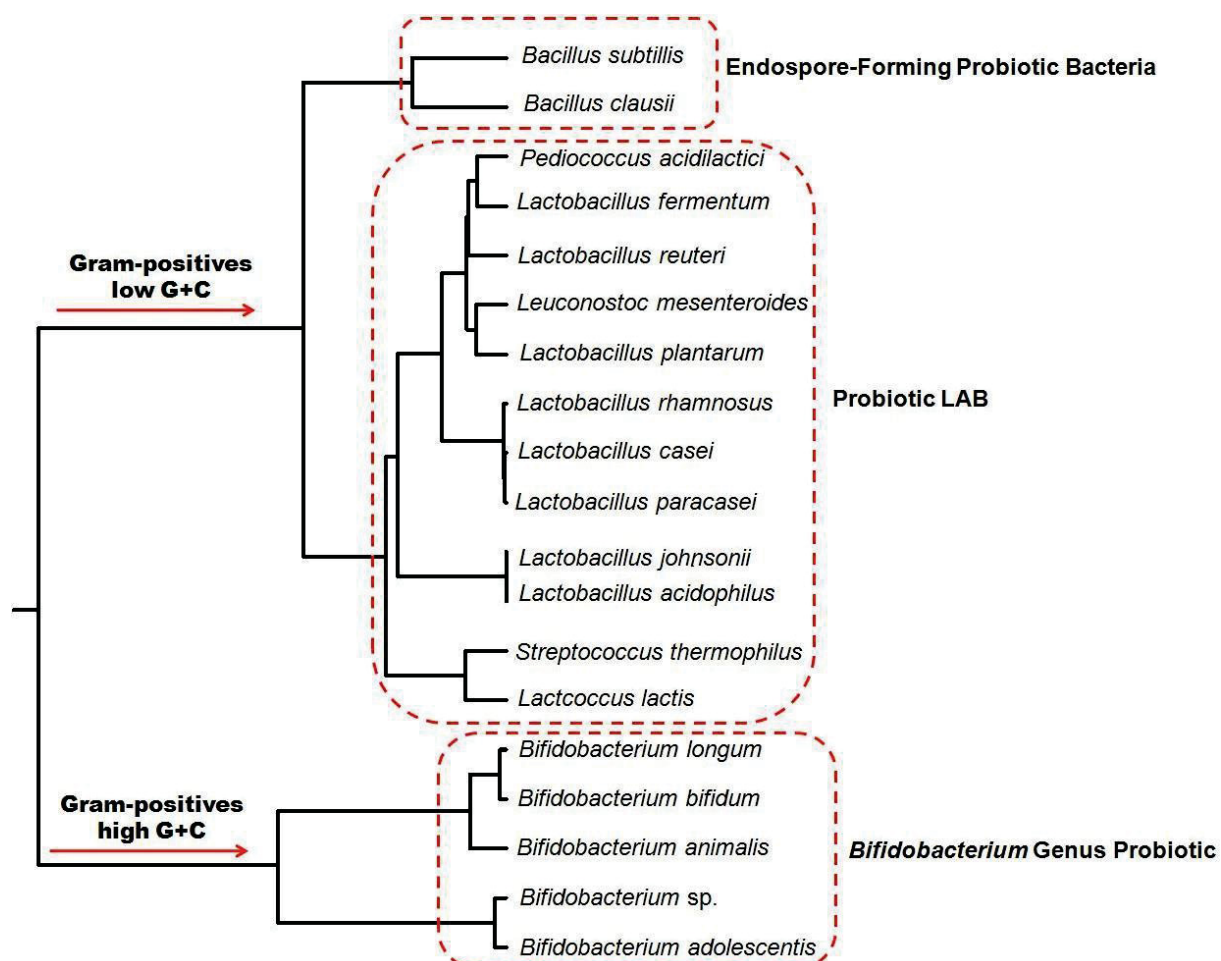 Bacillus subtillis
Endospore-Forming Probiotic Bacteria
Bacillus clausii
Pediococcus acidilactici
Lactobacillus fermentum
Lactobacillus reuteri
Gram-positives
low G+C
Leuconostoc mesenteroides
Lactobacillus plantarum
Lactobacillus rhamnosus
Probiotic LAB
Lactobacillus casei
Lactobacillus paracasei
Lactobacillus johnsonii
Lactobacillus acidophilus
Streptococcus thermophilus
Lactcoccus lactis
Bifidobacterium longum
Bifidobacterium bifidum
Gram-positives
high G+C
Bifidobacterium animalis
Bifidobacterium Genus Probiotic
Bifidobacterium sp.
Bifidobacterium adolescentis